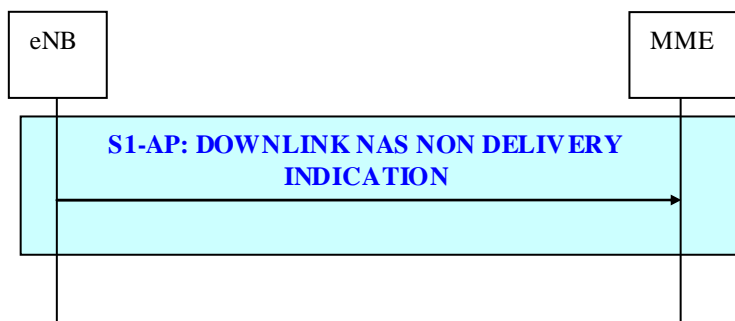 eNB
MME
S1-AP: DOWNLINK NAS NON DELIVERY
INDICATION